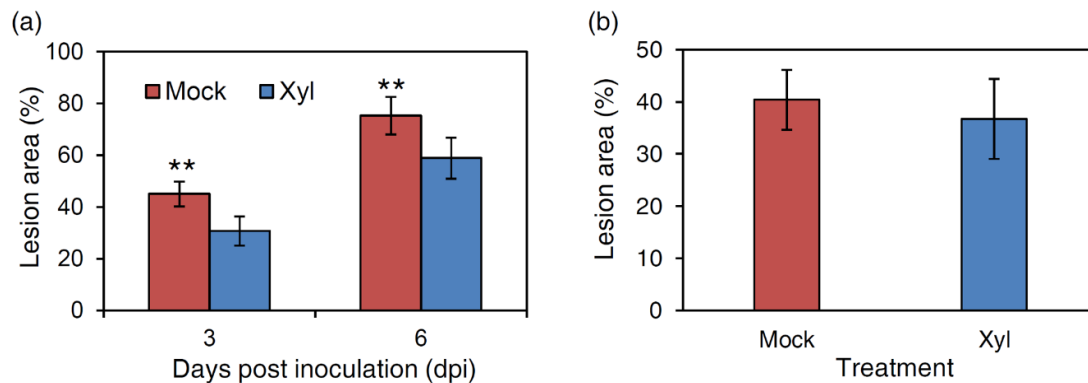 (a)
100
80
60
40
20
0
Lesion area (%)
Mock Xyl
**
**
3 6
Days post inoculation (dpi)
(b)
50
40
30
20
10
0
Lesion area (%)
Mock Xyl
Treatment